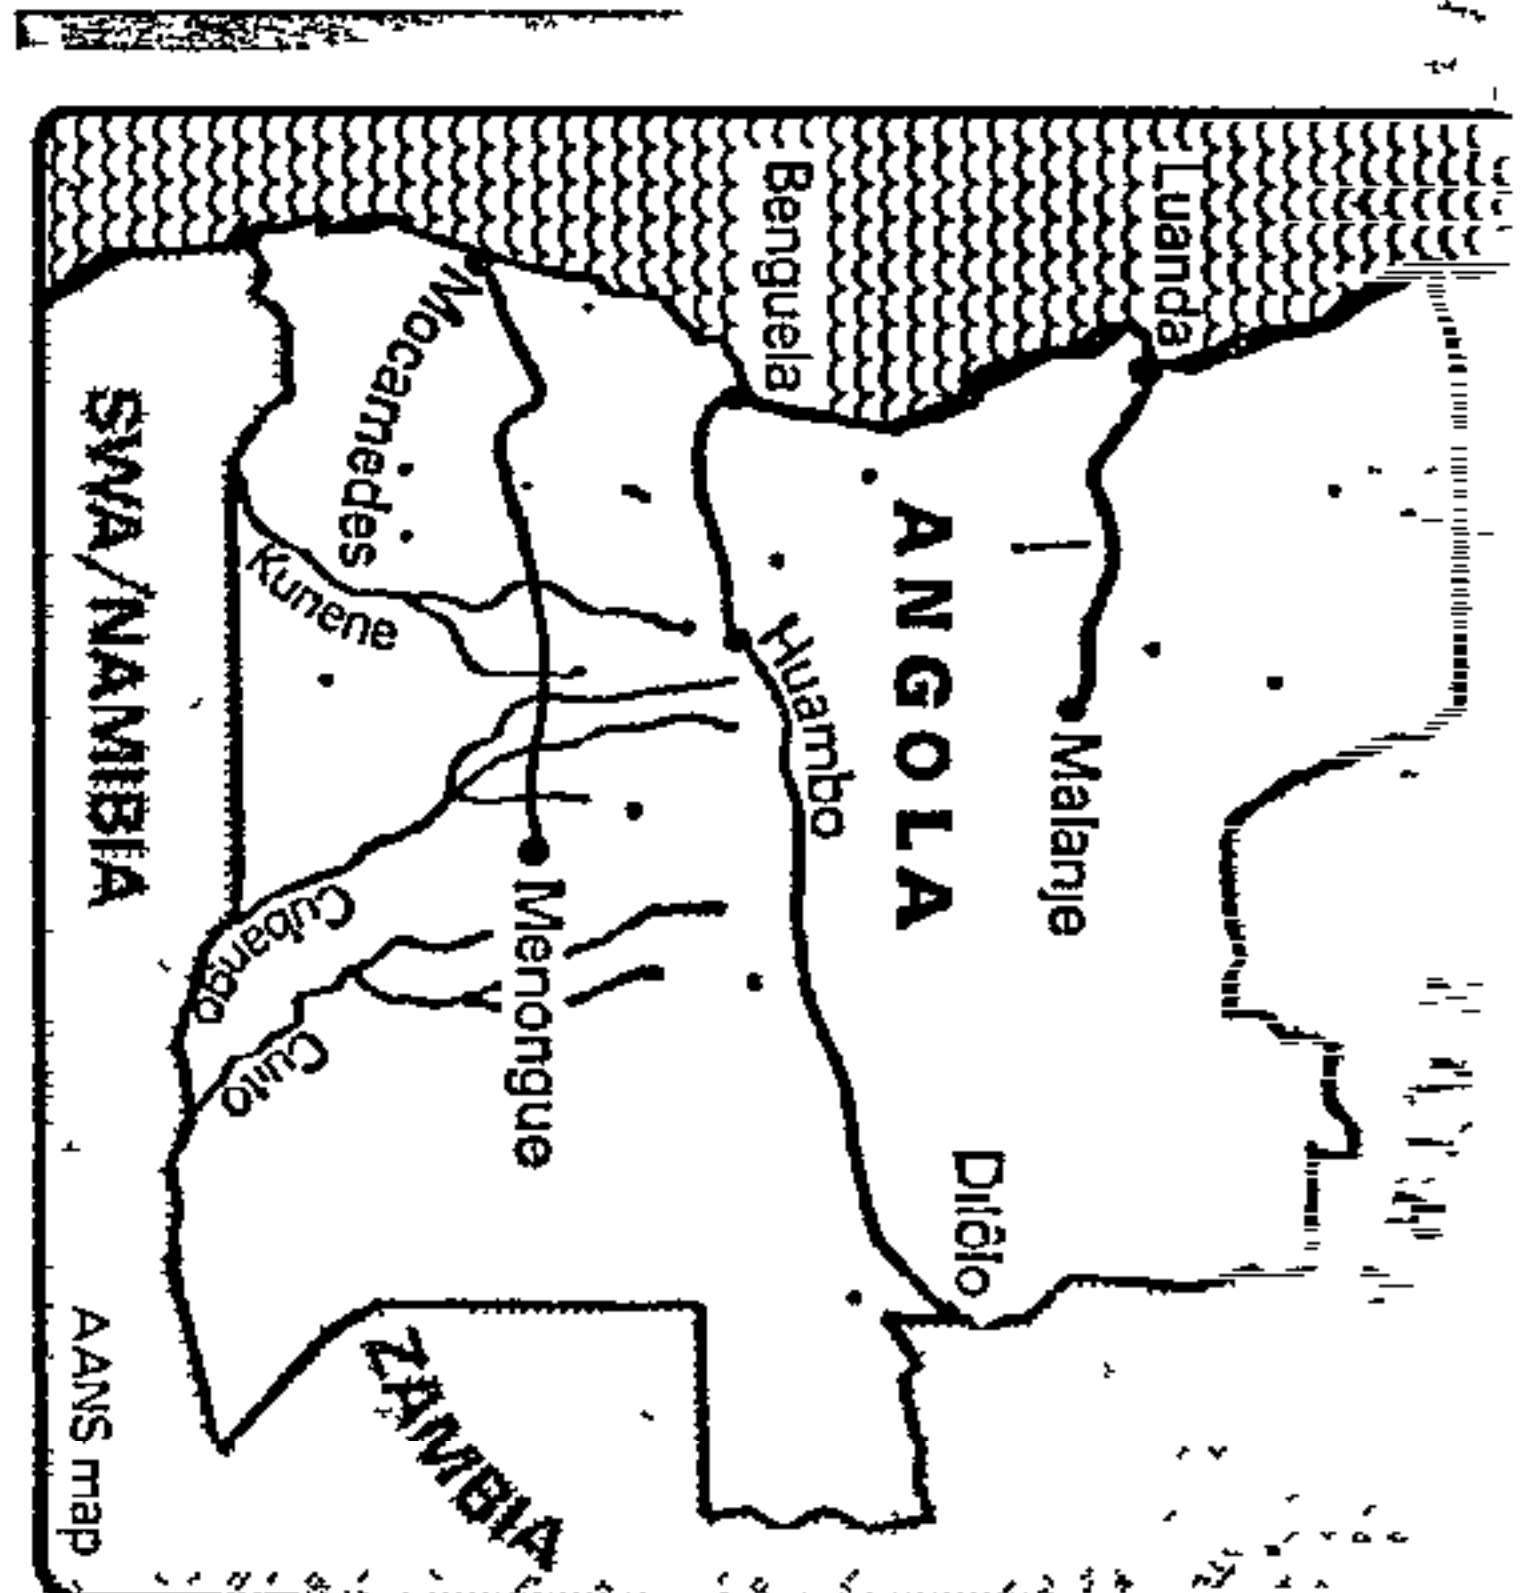 Luanda
Malanje
ANGOLA
Benguela
Huambo
Dilôlo
Mocamedes
Menongue
Kunene
Cubango
Cuito
SWA/NAMIBIA
ZAMBIA
AANS map